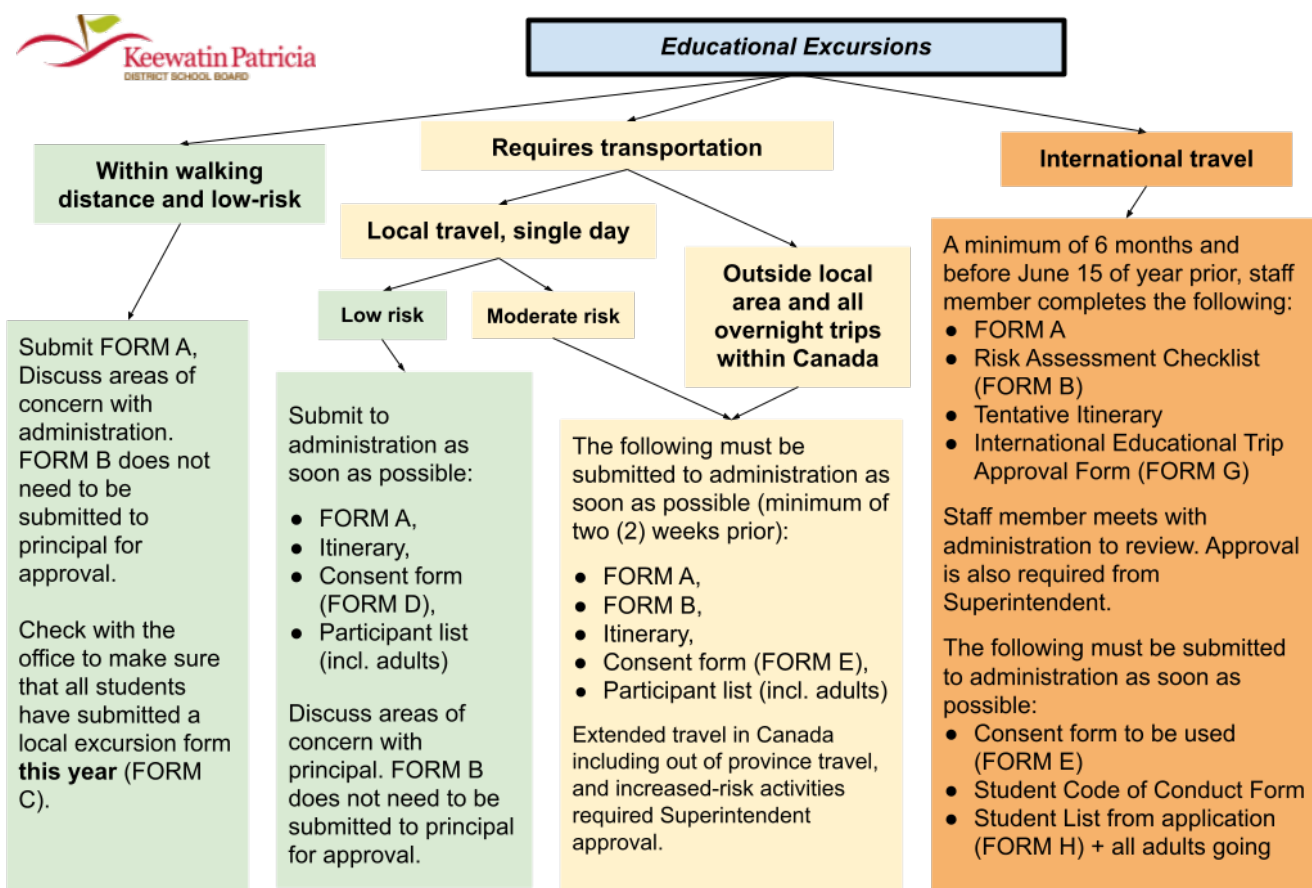 Keewatin Patricia
DISTRICT SCHOOL BOARD
Educational Excursions
Within walking
distance and low-risk
Submit FORM A,
Discuss areas of
concern with
administration.
FORM B does not
need to be
submitted to
principal for
approval.
Check with the
office to make sure
that all students
have submitted a
local excursion form
this year (FORM
C).
Requires transportation
Local travel, single day
Low risk
Submit to
administration as
soon as possible:
● FORM A,
● Itinerary,
● Consent form
(FORM D),
● Participant list
(incl. adults)
Discuss areas of
concern with
principal. FORM B
does not need to be
submitted to principal
for approval.
Moderate risk
Outside local
area and all
overnight trips
within Canada
The following must be
submitted to administration as
soon as possible (minimum of
two (2) weeks prior):
● FORM A,
● FORM B,
● Itinerary,
● Consent form (FORM E),
● Participant list (incl. adults)
Extended travel in Canada
including out of province travel,
and increased-risk activities
required Superintendent
approval.
International travel
A minimum of 6 months and
before June 15 of year prior, staff
member completes the following:
● FORM A
● Risk Assessment Checklist
(FORM B)
● Tentative Itinerary
● International Educational Trip
Approval Form (FORM G)
Staff member meets with
administration to review. Approval
is also required from
Superintendent.
The following must be submitted
to administration as soon as
possible:
● Consent form to be used
(FORM E)
● Student Code of Conduct Form
● Student List from application
(FORM H) + all adults going